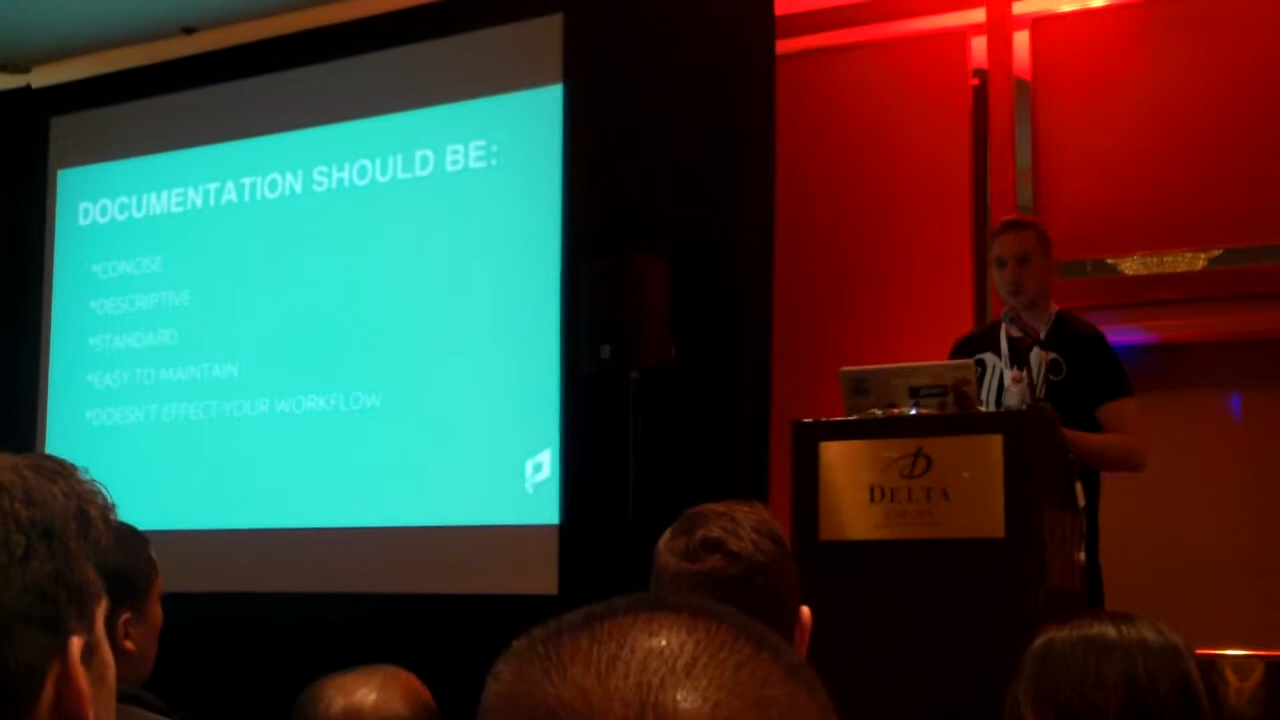 DOCUMENTATION SHOULD BE:
*CONCISE
*DESCRIPTIVE
*STANDARD
*EASY TO MAINTAIN
*DOESN'T EFFECT YOUR WORKFLOW
DELTA